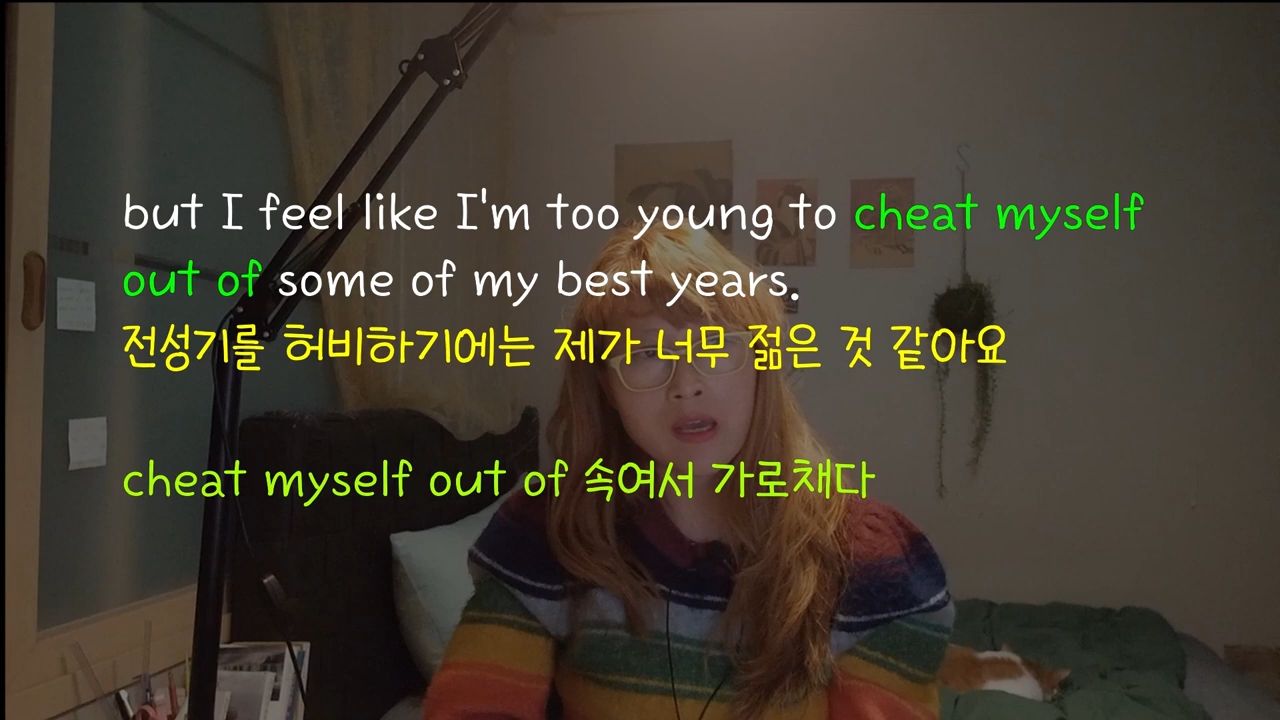 but I feel like I'm too young to cheat myself
out of some of my best years.
전성기를 허비하기에는 제가 너무 젊은 것 같아요
cheat myself out of 속여서 가로채다